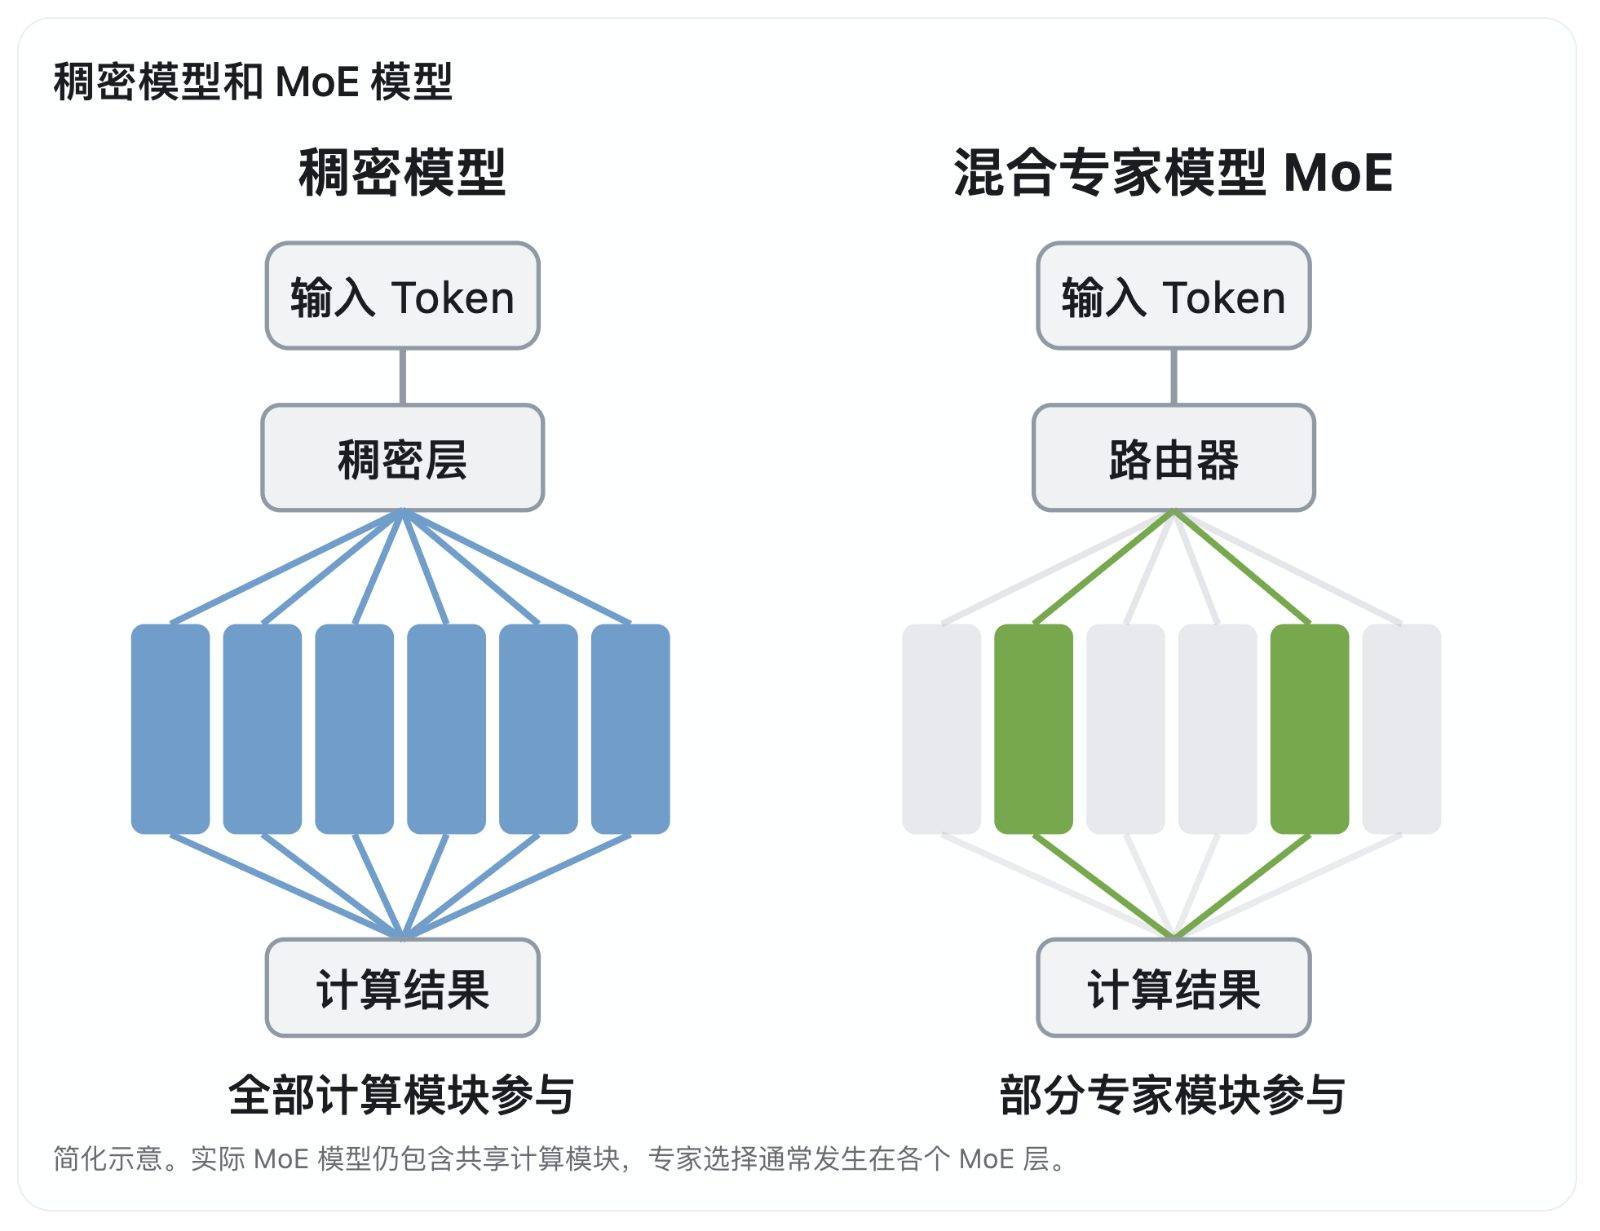 稠密模型和 MoE 模型
稠密模型
输入 Token
稠密层
计算结果
全部计算模块参与
混合专家模型 MoE
输入 Token
路由器
计算结果
部分专家模块参与
简化示意。实际 MoE 模型仍包含共享计算模块，专家选择通常发生在各个 MoE 层。